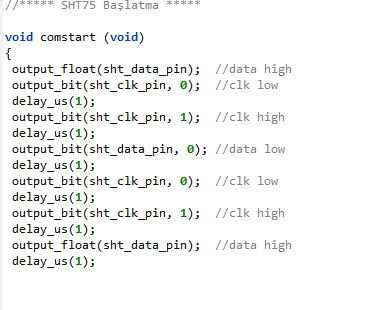 //***** SHT75 Başlatma *****
void comstart (void)
{
output_float(sht_data_pin);  //data high
output_bit(sht_clk_pin, 0);  //clk low
delay_us(1);
output_bit(sht_clk_pin, 1);  //clk high
delay_us(1);
output_bit(sht_data_pin, 0); //data low
delay_us(1);
output_bit(sht_clk_pin, 0);  //clk low
delay_us(1);
output_bit(sht_clk_pin, 1);  //clk high
delay_us(1);
output_float(sht_data_pin);  //data high
delay_us(1);